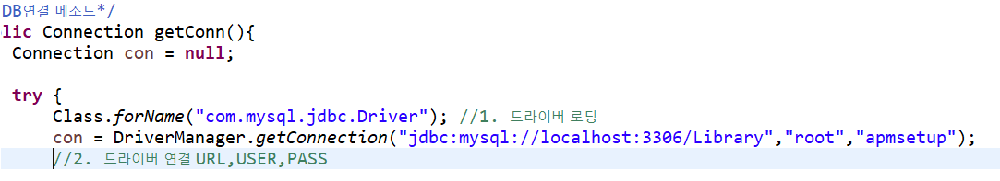 DB연결 메소드*/
lic Connection getConn(){
Connection con = null;
try {
Class.forName("com.mysql.jdbc.Driver"); //1. 드라이버 로딩
con = DriverManager.getConnection("jdbc:mysql://localhost:3306/Library","root","apmsetup");
//2. 드라이버 연결 URL,USER,PASS